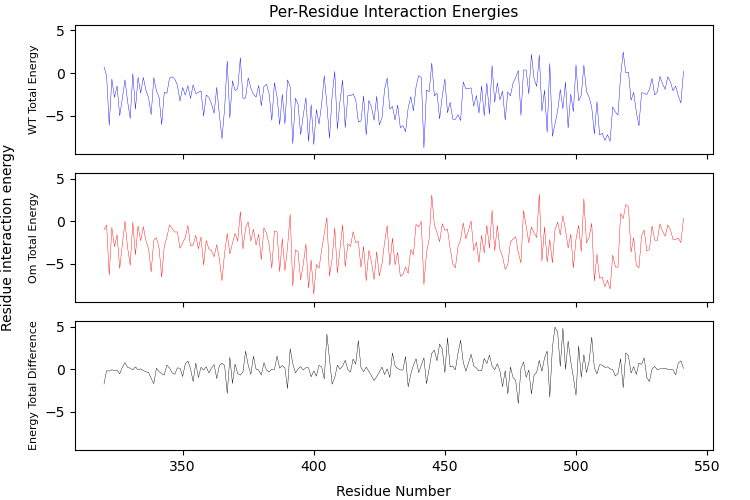 Per-Residue Interaction Energies
Residue interaction energy
WT Total Energy
5
0
−5
Om Total Energy
5
0
−5
Energy Total Difference
5
0
−5
350
400
450
500
550
Residue Number